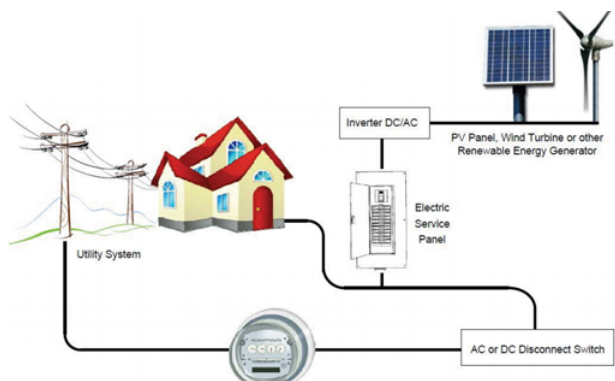 Inverter DC/AC
PV Panel, Wind Turbine or other
Renewable Energy Generator
Electric
Service
Panel
Utility System
AC or DC Disconnect Switch